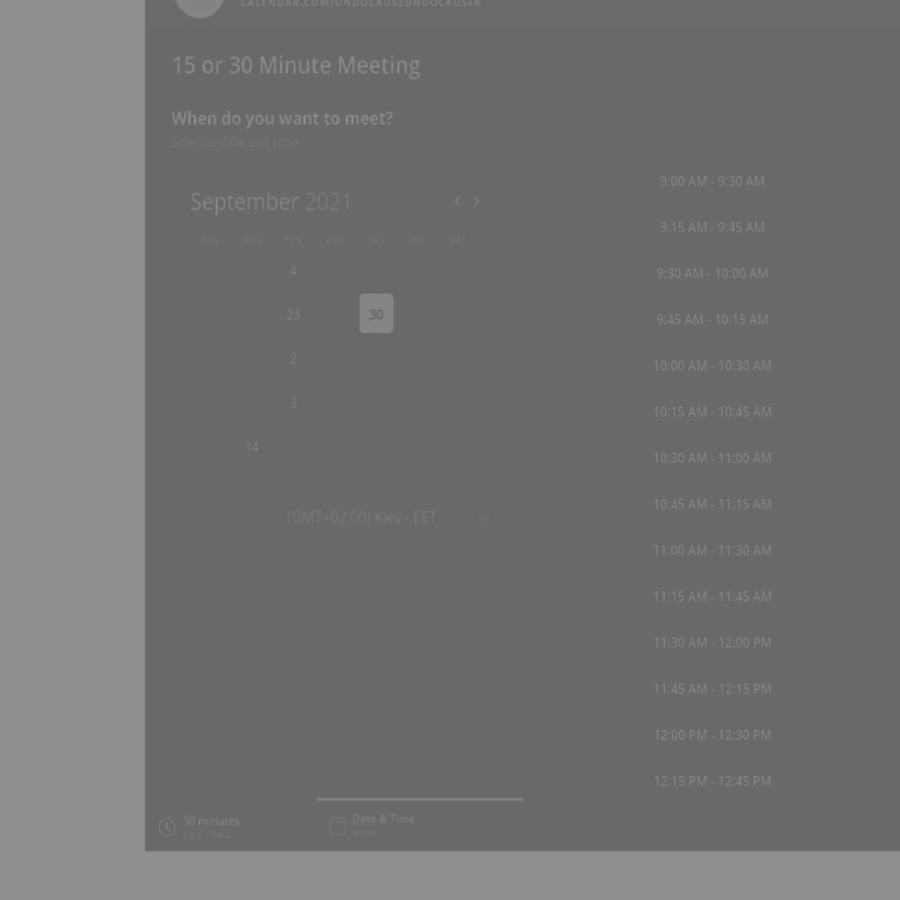 CALENDAR.COM/UNDOCKUSEUNDOCKUSER
15 or 30 Minute Meeting
When do you want to meet?
Select a date and time
September 2021
SUN MON TUE WED THU FRI SAT
4
23 30
2
3
14
(GMT+02:00) Kiev - EET
9:00 AM - 9:30 AM
9:15 AM - 9:45 AM
9:30 AM - 10:00 AM
9:45 AM - 10:15 AM
10:00 AM - 10:30 AM
10:15 AM - 10:45 AM
10:30 AM - 11:00 AM
10:45 AM - 11:15 AM
11:00 AM - 11:30 AM
11:15 AM - 11:45 AM
11:30 AM - 12:00 PM
11:45 AM - 12:15 PM
12:00 PM - 12:30 PM
12:15 PM - 12:45 PM
30 minutes
HOW LONG
Date & Time